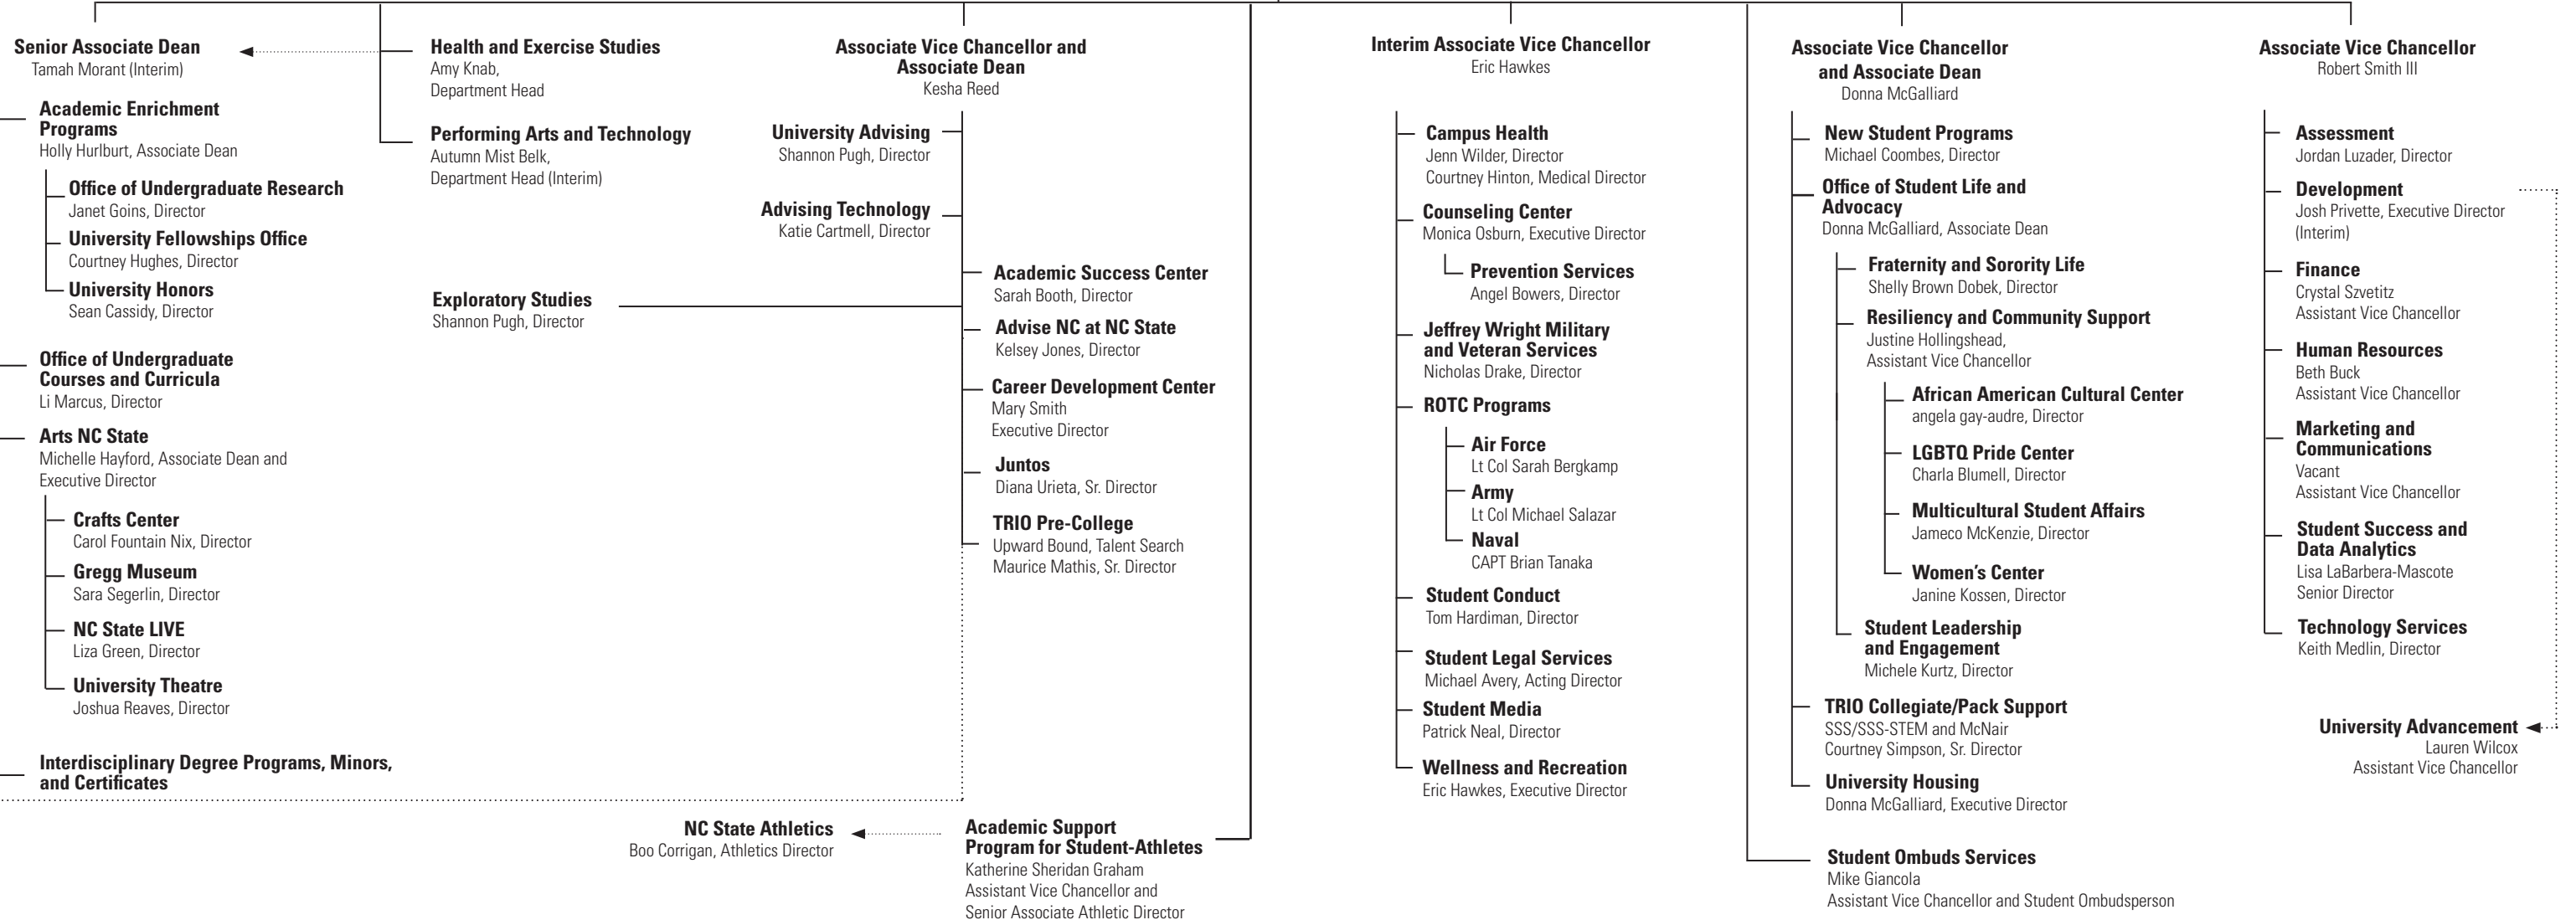 Senior Associate Dean
Tamah Morant (Interim)
Academic Enrichment
Programs
Holly Hurlburt, Associate Dean
Office of Undergraduate Research
Janet Goins, Director
University Fellowships Office
Courtney Hughes, Director
University Honors
Sean Cassidy, Director
Office of Undergraduate
Courses and Curricula
Li Marcus, Director
Arts NC State
Michelle Hayford, Associate Dean and
Executive Director
Crafts Center
Carol Fountain Nix, Director
Gregg Museum
Sara Segerlin, Director
NC State LIVE
Liza Green, Director
University Theatre
Joshua Reaves, Director
Interdisciplinary Degree Programs, Minors,
and Certificates
Health and Exercise Studies
Amy Knab,
Department Head
Performing Arts and Technology
Autumn Mist Belk,
Department Head (Interim)
Associate Vice Chancellor and
Associate Dean
Kesha Reed
University Advising
Shannon Pugh, Director
Advising Technology
Katie Cartmell, Director
Exploratory Studies
Shannon Pugh, Director
Academic Success Center
Sarah Booth, Director
Advise NC at NC State
Kelsey Jones, Director
Career Development Center
Mary Smith
Executive Director
Juntos
Diana Urieta, Sr. Director
TRIO Pre-College
Upward Bound, Talent Search
Maurice Mathis, Sr. Director
NC State Athletics
Boo Corrigan, Athletics Director
Academic Support
Program for Student-Athletes
Katherine Sheridan Graham
Assistant Vice Chancellor and
Senior Associate Athletic Director
Interim Associate Vice Chancellor
Eric Hawkes
Campus Health
Jenn Wilder, Director
Courtney Hinton, Medical Director
Counseling Center
Monica Osburn, Executive Director
Prevention Services
Angel Bowers, Director
Jeffrey Wright Military
and Veteran Services
Nicholas Drake, Director
ROTC Programs
Air Force
Lt Col Sarah Bergkamp
Army
Lt Col Michael Salazar
Naval
CAPT Brian Tanaka
Student Conduct
Tom Hardiman, Director
Student Legal Services
Michael Avery, Acting Director
Student Media
Patrick Neal, Director
Wellness and Recreation
Eric Hawkes, Executive Director
Associate Vice Chancellor
and Associate Dean
Donna McGalliard
New Student Programs
Michael Coombes, Director
Office of Student Life and
Advocacy
Donna McGalliard, Associate Dean
Fraternity and Sorority Life
Shelly Brown Dobek, Director
Resiliency and Community Support
Justine Hollingshead,
Assistant Vice Chancellor
African American Cultural Center
angela gay-audre, Director
LGBTQ Pride Center
Charla Blumell, Director
Multicultural Student Affairs
Jameco McKenzie, Director
Women’s Center
Janine Kossen, Director
Student Leadership
and Engagement
Michele Kurtz, Director
TRIO Collegiate/Pack Support
SSS/SSS-STEM and McNair
Courtney Simpson, Sr. Director
University Housing
Donna McGalliard, Executive Director
Student Ombuds Services
Mike Giancola
Assistant Vice Chancellor and Student Ombudsperson
Associate Vice Chancellor
Robert Smith III
Assessment
Jordan Luzader, Director
Development
Josh Privette, Executive Director
(Interim)
Finance
Crystal Szvetitz
Assistant Vice Chancellor
Human Resources
Beth Buck
Assistant Vice Chancellor
Marketing and
Communications
Vacant
Assistant Vice Chancellor
Student Success and
Data Analytics
Lisa LaBarbera-Mascote
Senior Director
Technology Services
Keith Medlin, Director
University Advancement
Lauren Wilcox
Assistant Vice Chancellor